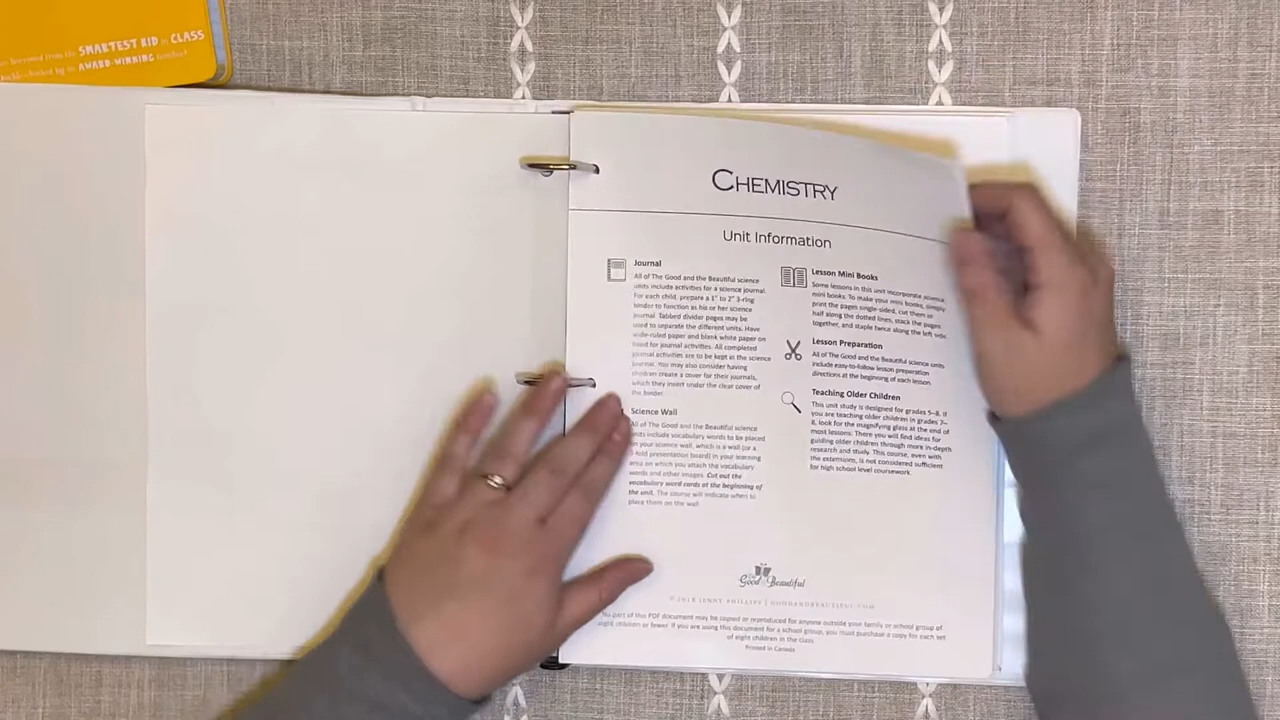 borrowed from the SMARTEST KID in CLASS
by an AWARD-WINNING
CHEMISTRY
Unit Information
Journal
All of The Good and the Beautiful science
units include activities for a science journal.
For each child, prepare a 1" to 2" 3-ring
binder to function as his or her science
journal. Tabbed divider pages may be
used to separate the different units. Have
wide-ruled paper and blank white paper on
hand for journal activities. All completed
journal activities are to be kept in the science
journal. You may also consider having
children create a cover for their journals,
which they insert under the clear cover of
the binder.
Science Wall
All of The Good and the Beautiful science
units include vocabulary words to be placed
on your science wall, which is a wall (or a
3-fold presentation board) in your learning
area on which you attach the vocabulary
words and other images. Cut out the
vocabulary word cards at the beginning of
the unit. The course will indicate when to
place them on the wall.
Lesson Mini Books
Some lessons in this unit incorporate science
mini books. To make your mini books, simply
print the pages single-sided, cut them in
half along the dotted lines, stack the pages
together, and staple twice along the left side.
Lesson Preparation
All of The Good and the Beautiful science units
include easy-to-follow lesson preparation
directions at the beginning of each lesson.
Teaching Older Children
This unit study is designed for grades 5–8. If
you are teaching older children in grades 7–
8, look for the magnifying glass at the end of
most lessons. There you will find ideas for
guiding older children through more in-depth
research and study. This course, even with
the extensions, is not considered sufficient
for high school level coursework.
Good Beautiful
© 2018 JENNY PHILLIPS | GOODANDBEAUTIFUL.COM
No part of this PDF document may be copied or reproduced for anyone outside your family or school group of
eight children or fewer. If you are using this document for a school group, you must purchase a copy for each set
of eight children in the class.
Printed in Canada